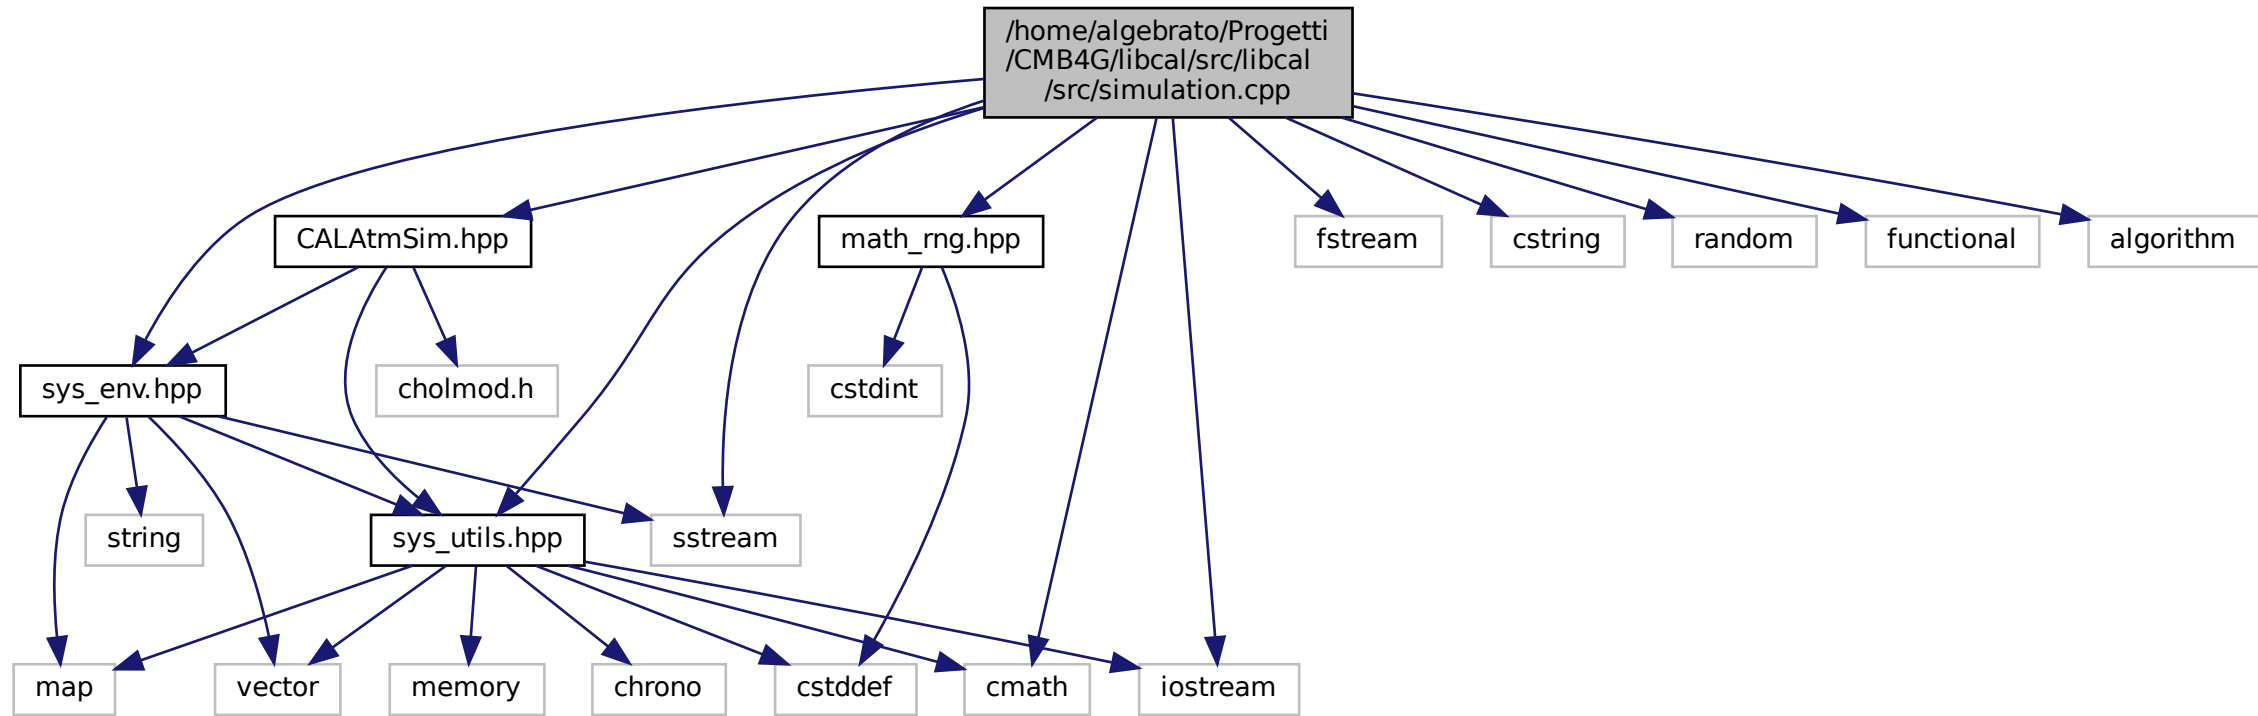 /home/algebrato/Progetti
/CMB4G/libcal/src/libcal
/src/simulation.cpp
CALAtmSim.hpp
math_rng.hpp
fstream
cstring
random
functional
algorithm
sys_env.hpp
cholmod.h
cstdint
string
sys_utils.hpp
sstream
map
vector
memory
chrono
cstddef
cmath
iostream